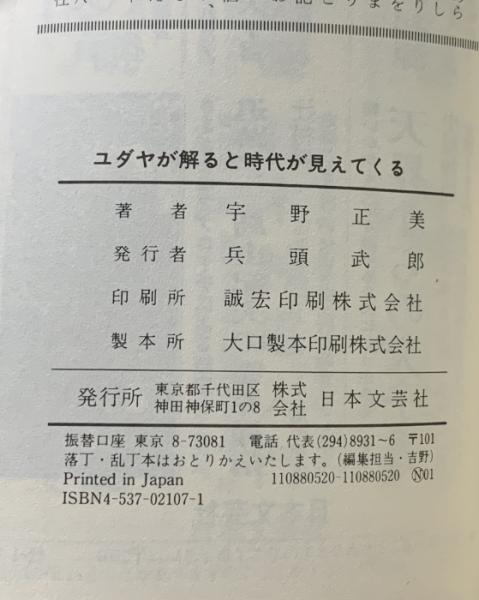 ユダヤが解ると時代が見えてくる
著者 宇野正美
発行者 兵頭武郎
印刷所 誠宏印刷株式会社
製本所 大口製本印刷株式会社
発行所 東京都千代田区神田神保町1の8 株式会社 日本文芸社
振替口座 東京 8-73081 電話 代表(294)8931~6 〒101
落丁・乱丁本はおとりかえいたします。(編集担当・吉野)
Printed in Japan 110880520-110880520 Ⓝ01
ISBN4-537-02107-1